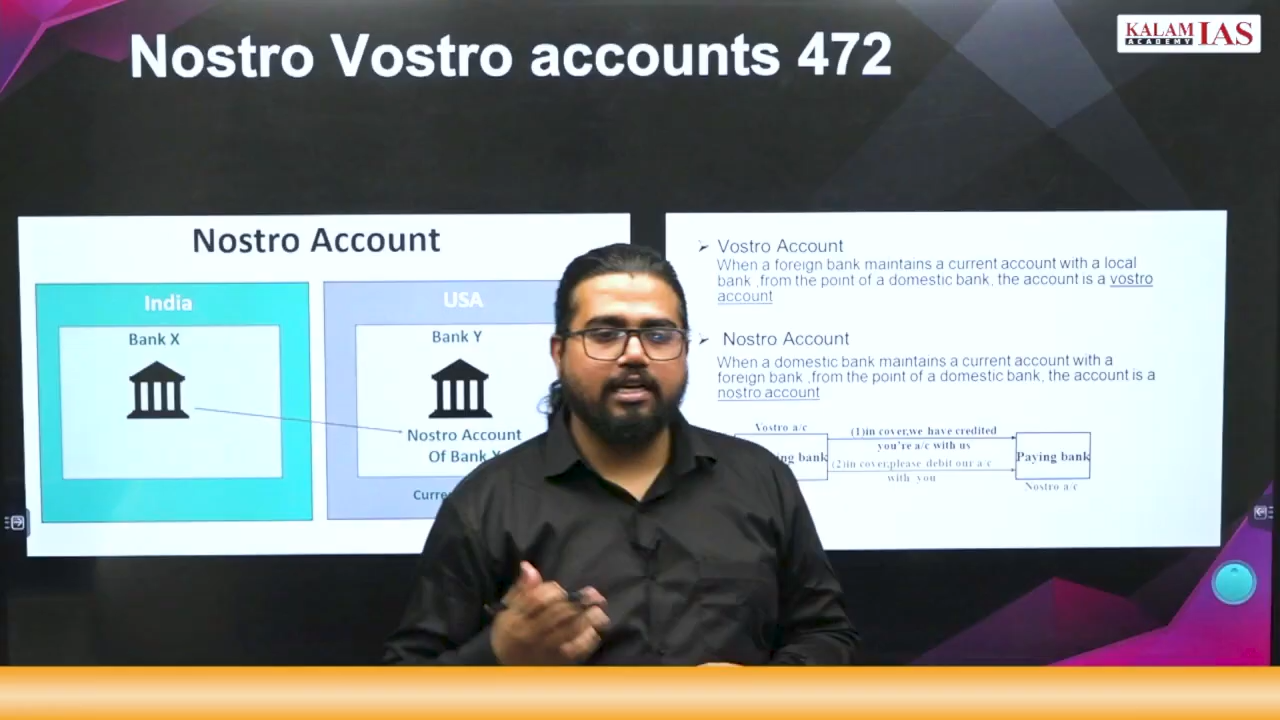 Nostro Vostro accounts 472
KALAM
ACADEMY
IAS
Nostro Account
India
Bank X
USA
Bank Y
Nostro Account
Of Bank
➢ Vostro Account
When a foreign bank maintains a current account with a local
bank ,from the point of a domestic bank, the account is a vostro
account
➢ Nostro Account
When a domestic bank maintains a current account with a
foreign bank ,from the point of a domestic bank, the account is a
nostro account
Vostro a/c
bank
(1)in cover,we have credited
you're a/c with us
(2)in cover,please debit our a/c
with you
Paying bank
Nostro a/c